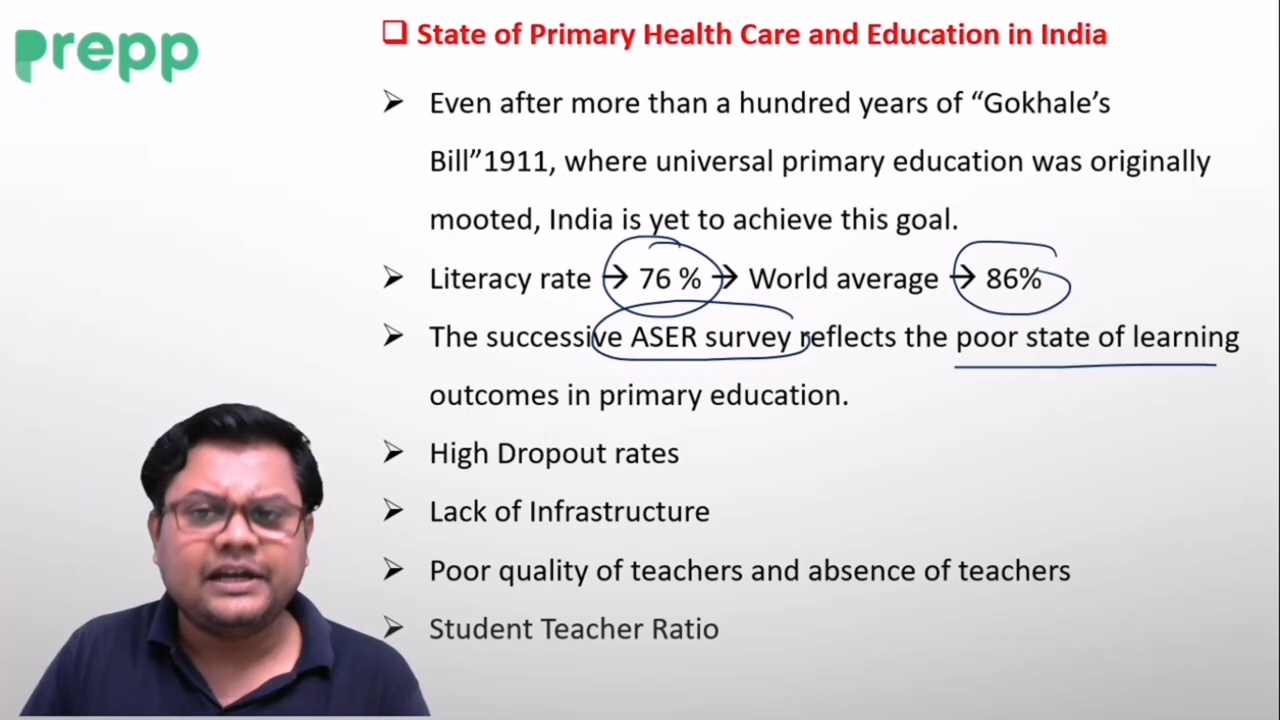 prepp
❑ State of Primary Health Care and Education in India
➢ Even after more than a hundred years of “Gokhale’s
Bill”1911, where universal primary education was originally
mooted, India is yet to achieve this goal.
➢ Literacy rate → 76 % → World average → 86%
➢ The successive ASER survey reflects the poor state of learning
outcomes in primary education.
➢ High Dropout rates
➢ Lack of Infrastructure
➢ Poor quality of teachers and absence of teachers
➢ Student Teacher Ratio